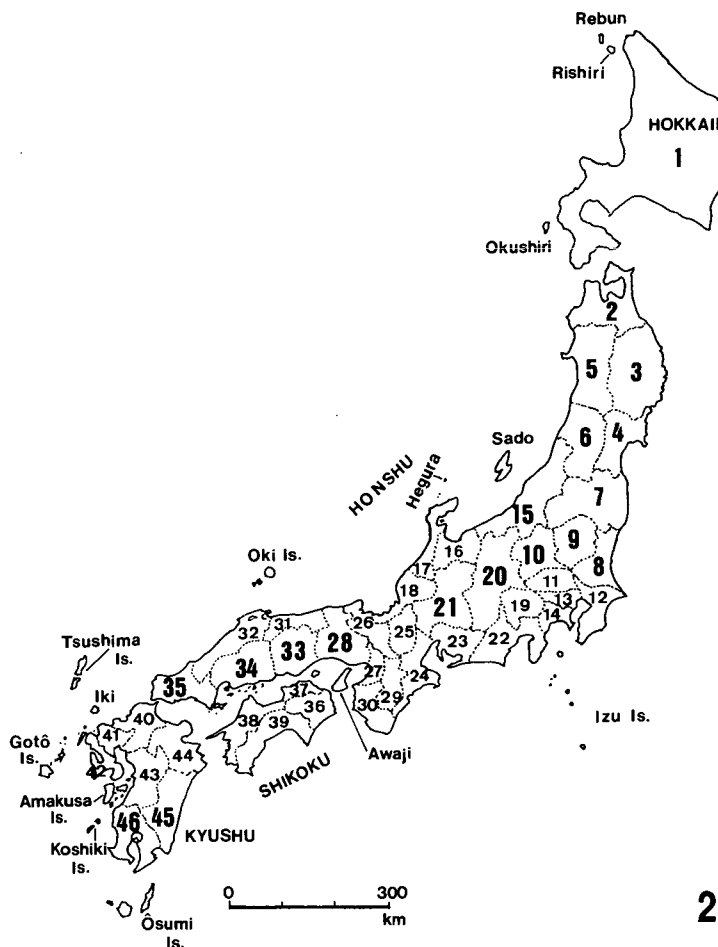 Rebun
Rishiri
HOKKAI
1
Okushiri
2
5
3
6
4
Sado
HONSHU
Hegura
7
15
16
9
10
17
20
8
Oki Is.
11
18
12
13
21
19
14
31
26
32
28
25
23
22
33
Tsushima
Is.
34
27
24
35
37
29
Iki
36
30
40
38
39
Izu Is.
41
Gotô
Is.
44
Awaji
42
43
SHIKOKU
Amakusa
Is.
46
45
KYUSHU
Koshiki
Is.
0
300
km
2
Ôsumi
Is.